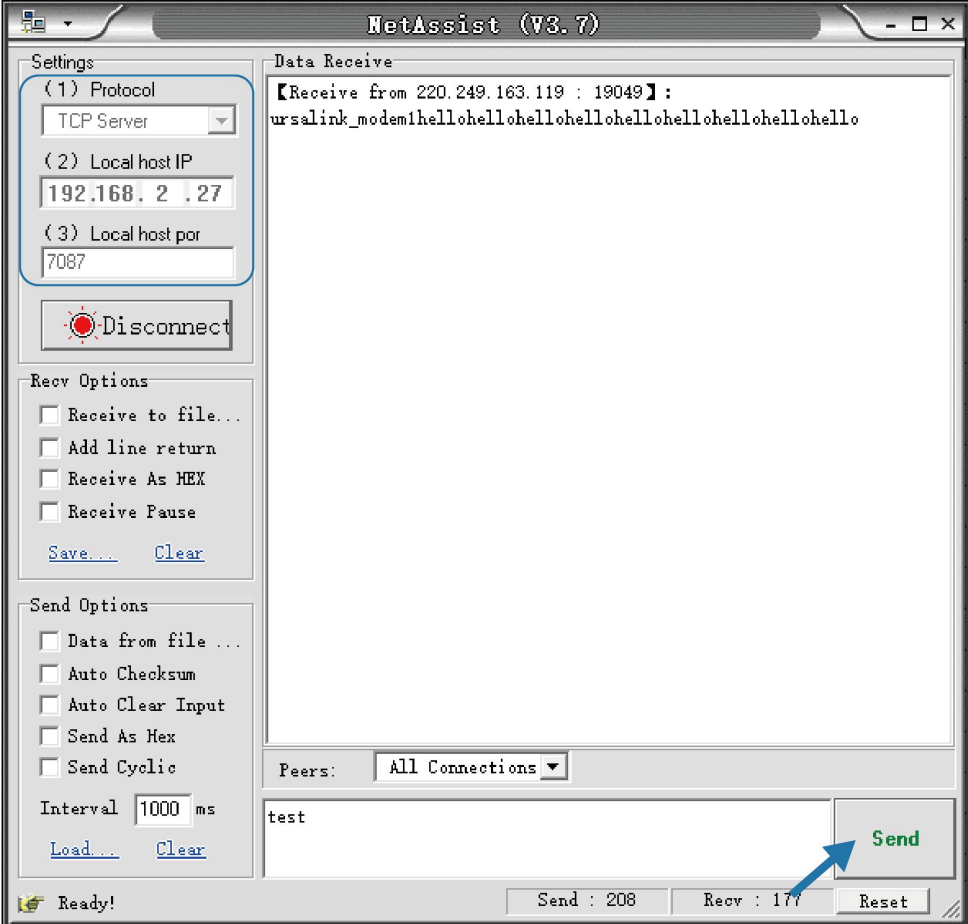 NetAssist (V3.7)
Settings
(1) Protocol
TCP Server
(2) Local host IP
192.168. 2 .27
(3) Local host por
7087
Disconnect
Recv Options
Receive to file...
Add line return
Receive As HEX
Receive Pause
Save... Clear
Send Options
Data from file ...
Auto Checksum
Auto Clear Input
Send As Hex
Send Cyclic
Interval 1000 ms
Load... Clear
Data Receive
【Receive from 220.249.163.119 : 19049】:
ursalink_modem1hellohellohellohellohellohellohellohellohello
Peers: All Connections
test
Send
Ready!
Send : 208
Recv : 177
Reset